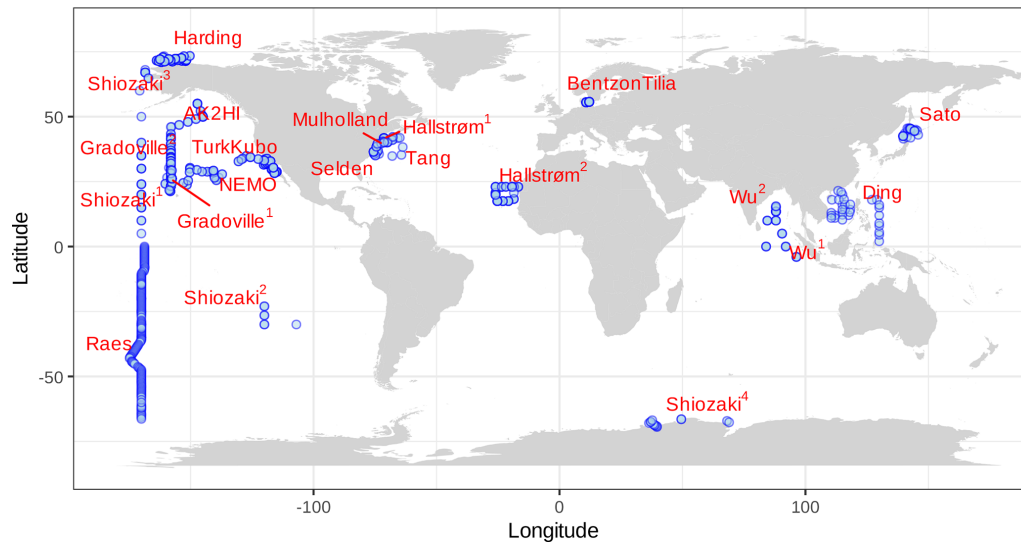 Harding
Shiozaki³
BentzonTilia
AK2HI
Mulholland
Hallstrøm¹
Sato
Gradoville²
TurkKubo
Selden
Tang
NEMO
Hallstrøm²
Shiozaki¹
Gradoville¹
Wu²
Ding
Wu¹
Shiozaki²
Raes
Shiozaki⁴
50
0
-50
-100
0
100
Latitude
Longitude